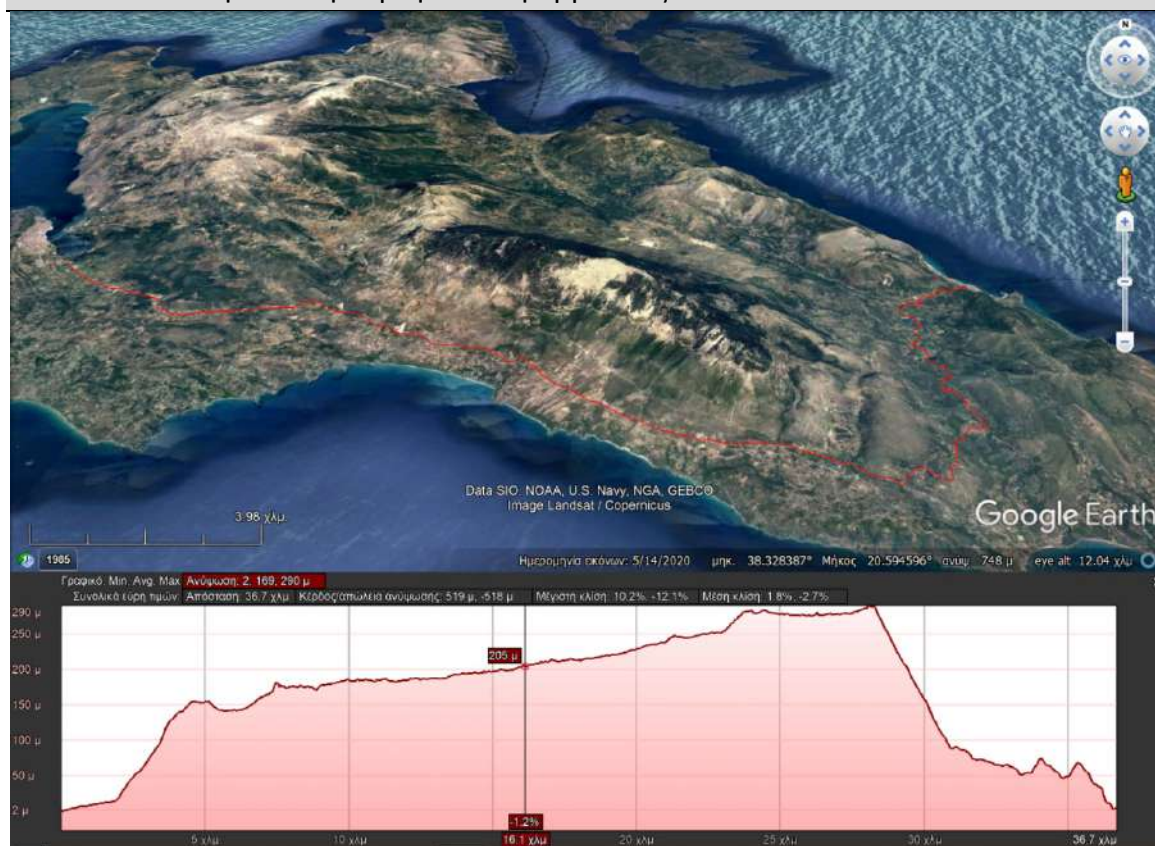 N
Data SIO, NOAA, U.S. Navy, NGA, GEBCO
Image Landsat / Copernicus
Google Earth
3.98 χλμ
1985
Ημερομηνία εικόνων: 5/14/2020 μηκ. 38.328387° Μήκος 20.594596° ανύψ 748 μ eye alt 12.04 χλμ
Γραφικό: Min, Avg, Max Ανύψωση: 2, 169, 290 μ
Συνολικά εύρη τιμών: Απόσταση: 36.7 χλμ Κέρδος/απώλεια ανύψωσης: 519 μ, -518 μ Μέγιστη κλίση: 10.2%, -12.1% Μέση κλίση: 1.8%, -2.7%
290 μ
250 μ
205 μ
200 μ
150 μ
100 μ
50 μ
2 μ
-1.2%
5 χλμ 10 χλμ 16.1 χλμ 20 χλμ 25 χλμ 30 χλμ 36.7 χλμ